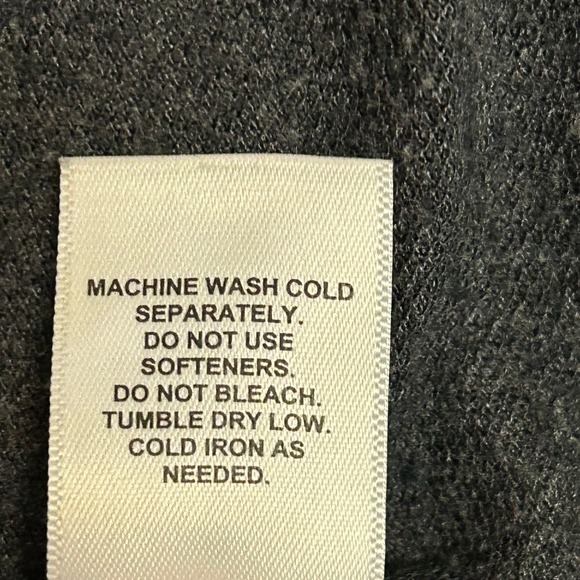 MACHINE WASH COLD
SEPARATELY.
DO NOT USE
SOFTENERS.
DO NOT BLEACH.
TUMBLE DRY LOW.
COLD IRON AS
NEEDED.